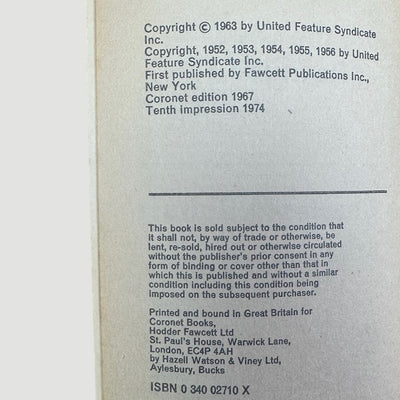 Copyright © 1963 by United Feature Syndicate
Inc.
Copyright, 1952, 1953, 1954, 1955, 1956 by United
Feature Syndicate Inc.
First published by Fawcett Publications Inc.,
New York
Coronet edition 1967
Tenth impression 1974
This book is sold subject to the condition that
it shall not, by way of trade or otherwise, be
lent, re-sold, hired out or otherwise circulated
without the publisher's prior consent in any
form of binding or cover other than that in
which this is published and without a similar
condition including this condition being
imposed on the subsequent purchaser.
Printed and bound in Great Britain for
Coronet Books,
Hodder Fawcett Ltd
St. Paul's House, Warwick Lane,
London, EC4P 4AH
by Hazell Watson & Viney Ltd,
Aylesbury, Bucks
ISBN 0 340 02710 X